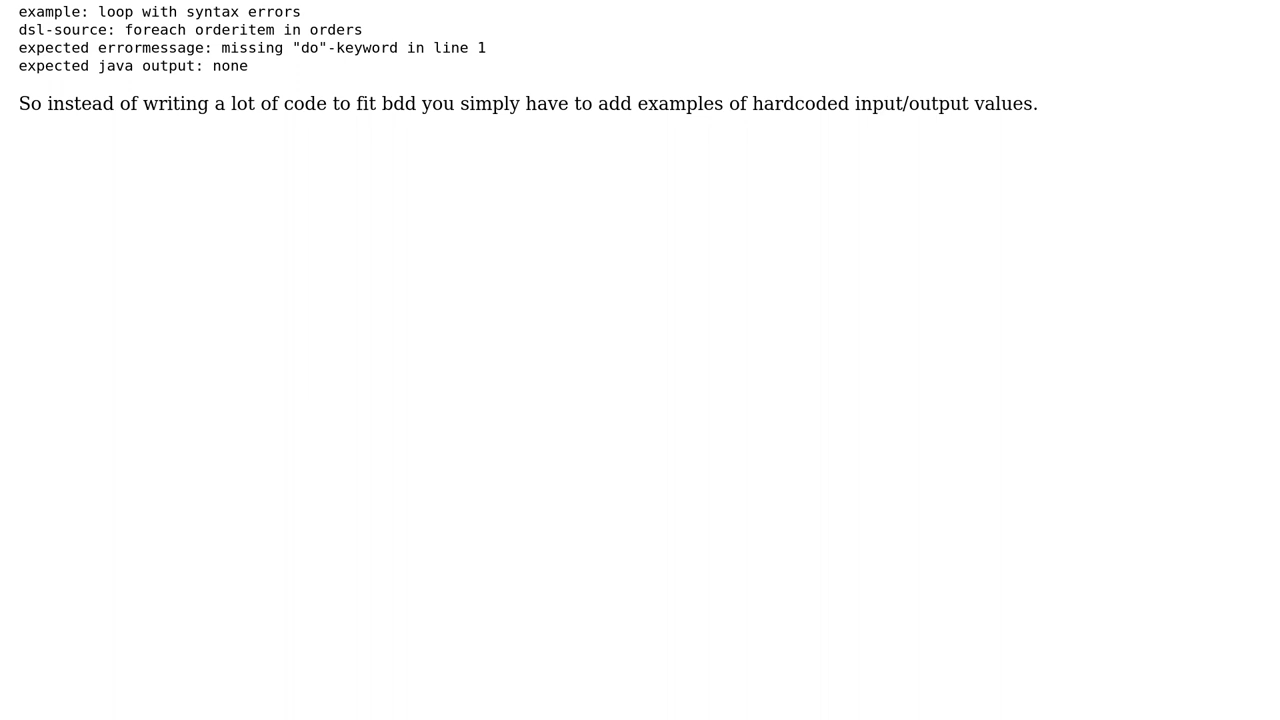 example: loop with syntax errors
dsl-source: foreach orderitem in orders
expected errormessage: missing "do"-keyword in line 1
expected java output: none
So instead of writing a lot of code to fit bdd you simply have to add examples of hardcoded input/output values.